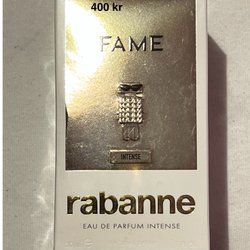 400 kr
FAME
INTENSE
rabanne
EAU DE PARFUM INTENSE